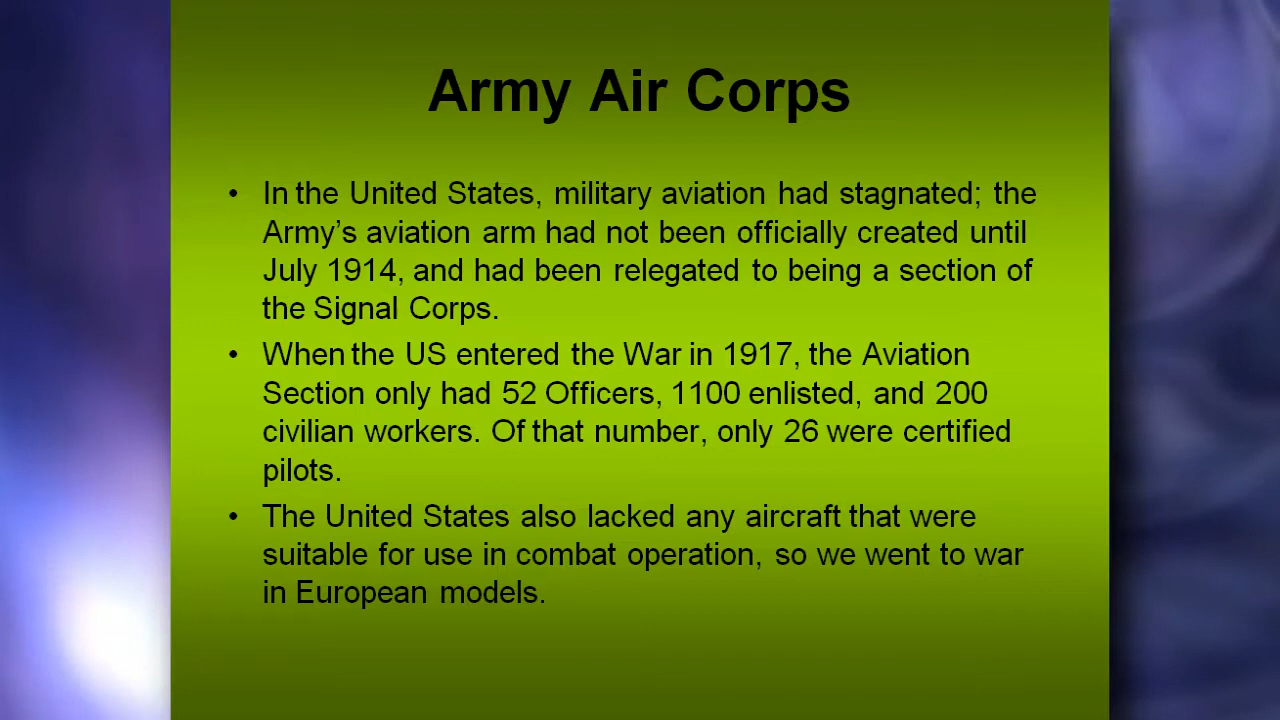 Army Air Corps
• In the United States, military aviation had stagnated; the
Army’s aviation arm had not been officially created until
July 1914, and had been relegated to being a section of
the Signal Corps.
• When the US entered the War in 1917, the Aviation
Section only had 52 Officers, 1100 enlisted, and 200
civilian workers. Of that number, only 26 were certified
pilots.
• The United States also lacked any aircraft that were
suitable for use in combat operation, so we went to war
in European models.